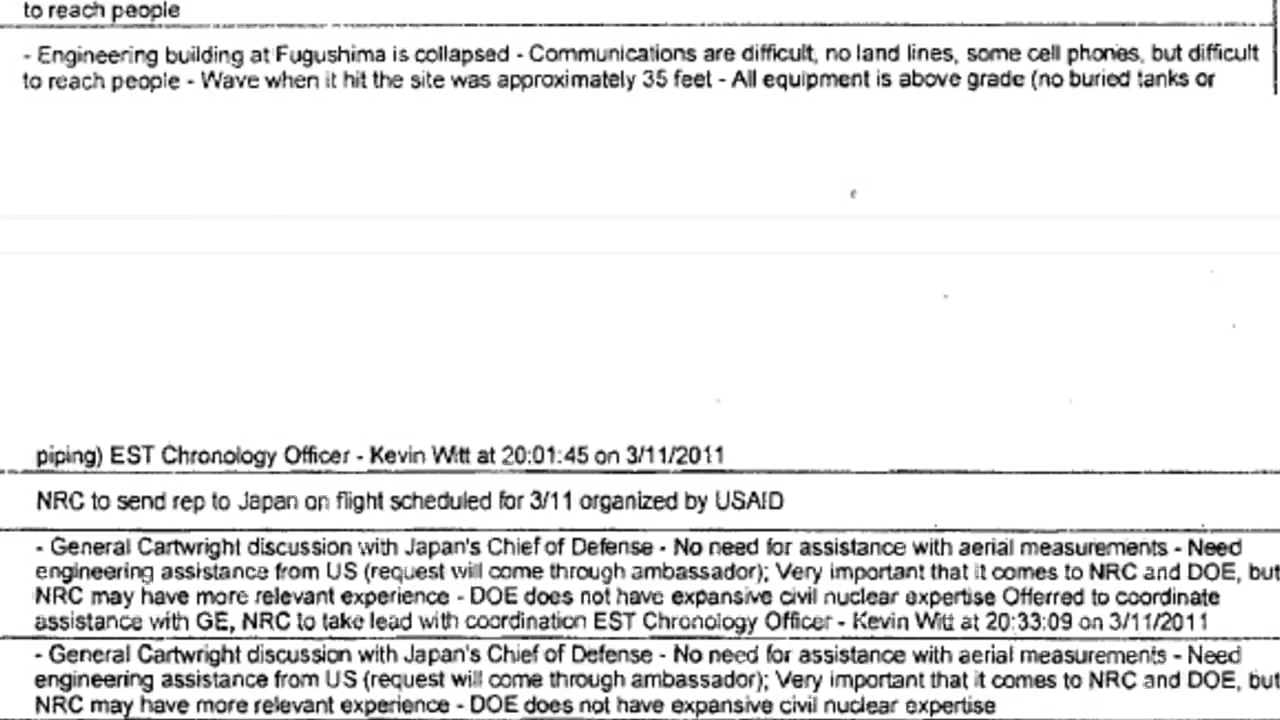 to reach people
- Engineering building at Fugushima is collapsed - Communications are difficult, no land lines, some cell phones, but difficult
to reach people - Wave when it hit the site was approximately 35 feet - All equipment is above grade (no buried tanks or
piping) EST Chronology Officer - Kevin Witt at 20:01:45 on 3/11/2011
NRC to send rep to Japan on flight scheduled for 3/11 organized by USAID
- General Cartwright discussion with Japan's Chief of Defense - No need for assistance with aerial measurements - Need
engineering assistance from US (request will come through ambassador); Very important that it comes to NRC and DOE, but
NRC may have more relevant experience - DOE does not have expansive civil nuclear expertise Offerred to coordinate
assistance with GE, NRC to take lead with coordination EST Chronology Officer - Kevin Witt at 20:33:09 on 3/11/2011
- General Cartwright discussion with Japan's Chief of Defense - No need for assistance with aerial measurements - Need
engineering assistance from US (request will come through ambassador); Very important that it comes to NRC and DOE, but
NRC may have more relevant experience - DOE does not have expansive civil nuclear expertise